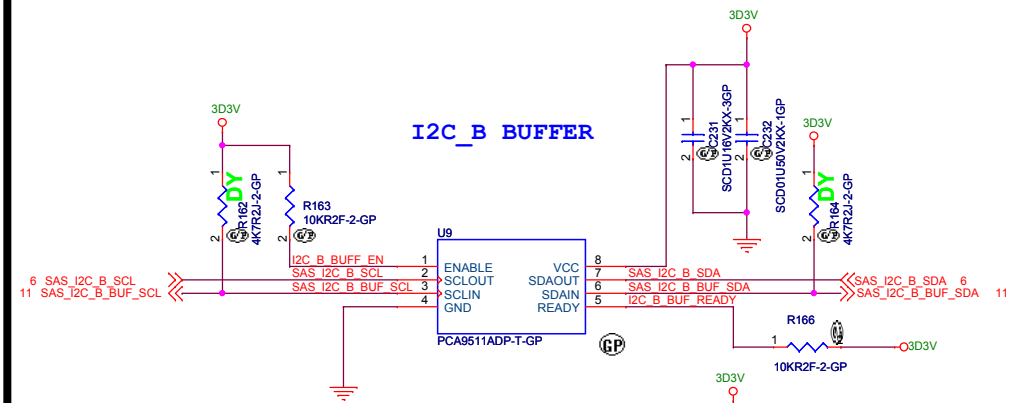 3D3V
3D3V
I2C_B BUFFER
3D3V
1
2
C231
SCD1U16V2KX-3GP
1
2
C232
SCD01U50V2KX-1GP
1
DY
R162
4K7R2J-2-GP
2
1
R163
10KR2F-2-GP
2
1
DY
R164
4K7R2J-2-GP
2
U9
I2C_B_BUFF_EN 1 ENABLE VCC 8
6 SAS_I2C_B_SCL SAS_I2C_B_SCL 2 SCLOUT SDAOUT 7 SAS_I2C_B_SDA SAS_I2C_B_SDA 6
11 SAS_I2C_B_BUF_SCL SAS_I2C_B_BUF_SCL 3 SCLIN SDAIN 6 SAS_I2C_B_BUF_SDA SAS_I2C_B_BUF_SDA 11
4 GND READY 5 I2C_B_BUF_READY
PCA9511ADP-T-GP
GP
R166
1 2 3D3V
10KR2F-2-GP
3D3V